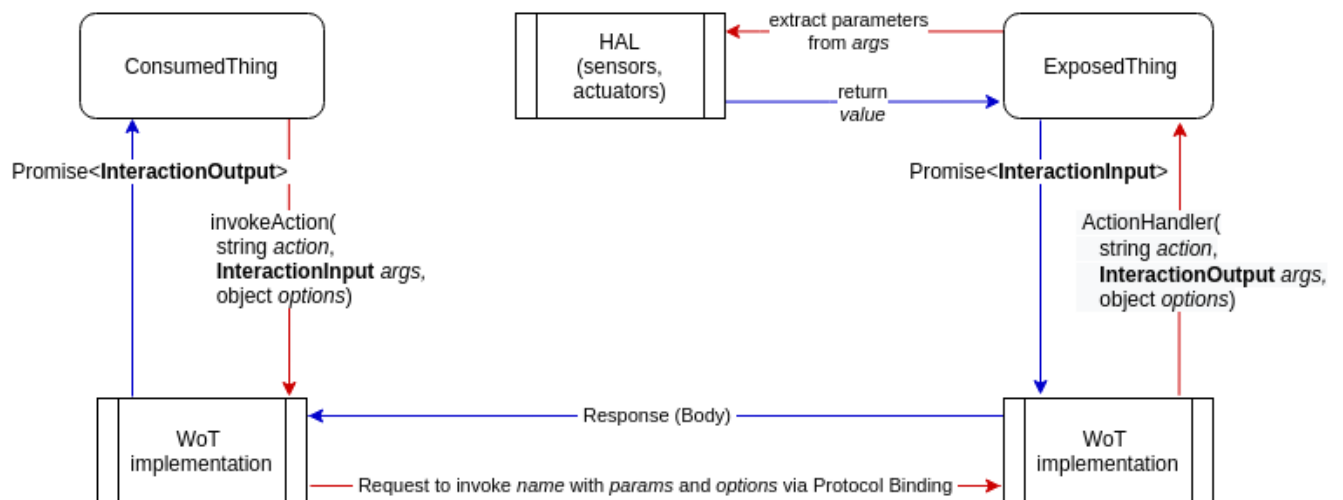 ConsumedThing
HAL
(sensors,
actuators)
extract parameters
from args
return
value
ExposedThing
Promise<InteractionOutput>
invokeAction(
string action,
InteractionInput args,
object options)
Promise<InteractionInput>
ActionHandler(
string action,
InteractionOutput args,
object options)
WoT
implementation
Response (Body)
Request to invoke name with params and options via Protocol Binding
WoT
implementation